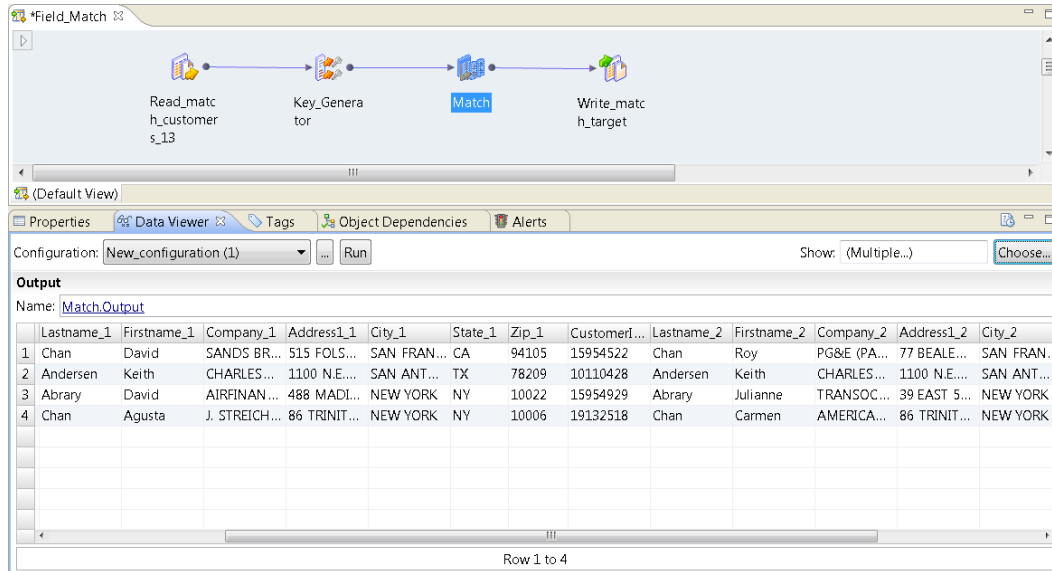 *Field_Match
Read_matc
h_customer
s_13
Key_Genera
tor
Match
Write_matc
h_target
(Default View)
Properties Data Viewer Tags Object Dependencies Alerts
Configuration: New_configuration (1) ... Run Show: (Multiple...) Choose...
Output
Name: Match.Output
Lastname_1 Firstname_1 Company_1 Address1_1 City_1 State_1 Zip_1 CustomerI... Lastname_2 Firstname_2 Company_2 Address1_2 City_2
1 Chan David SANDS BR... 515 FOLS... SAN FRAN... CA 94105 15954522 Chan Roy PG&E (PA... 77 BEALE... SAN FRAN.
2 Andersen Keith CHARLES... 1100 N.E.... SAN ANT... TX 78209 10110428 Andersen Keith CHARLES... 1100 N.E.... SAN ANT...
3 Abrary David AIRFINAN... 488 MADI... NEW YORK NY 10022 15954929 Abrary Julianne TRANSOC... 39 EAST 5... NEW YORK
4 Chan Agusta J. STREICH... 86 TRINIT... NEW YORK NY 10006 19132518 Chan Carmen AMERICA... 86 TRINIT... NEW YORK
Row 1 to 4